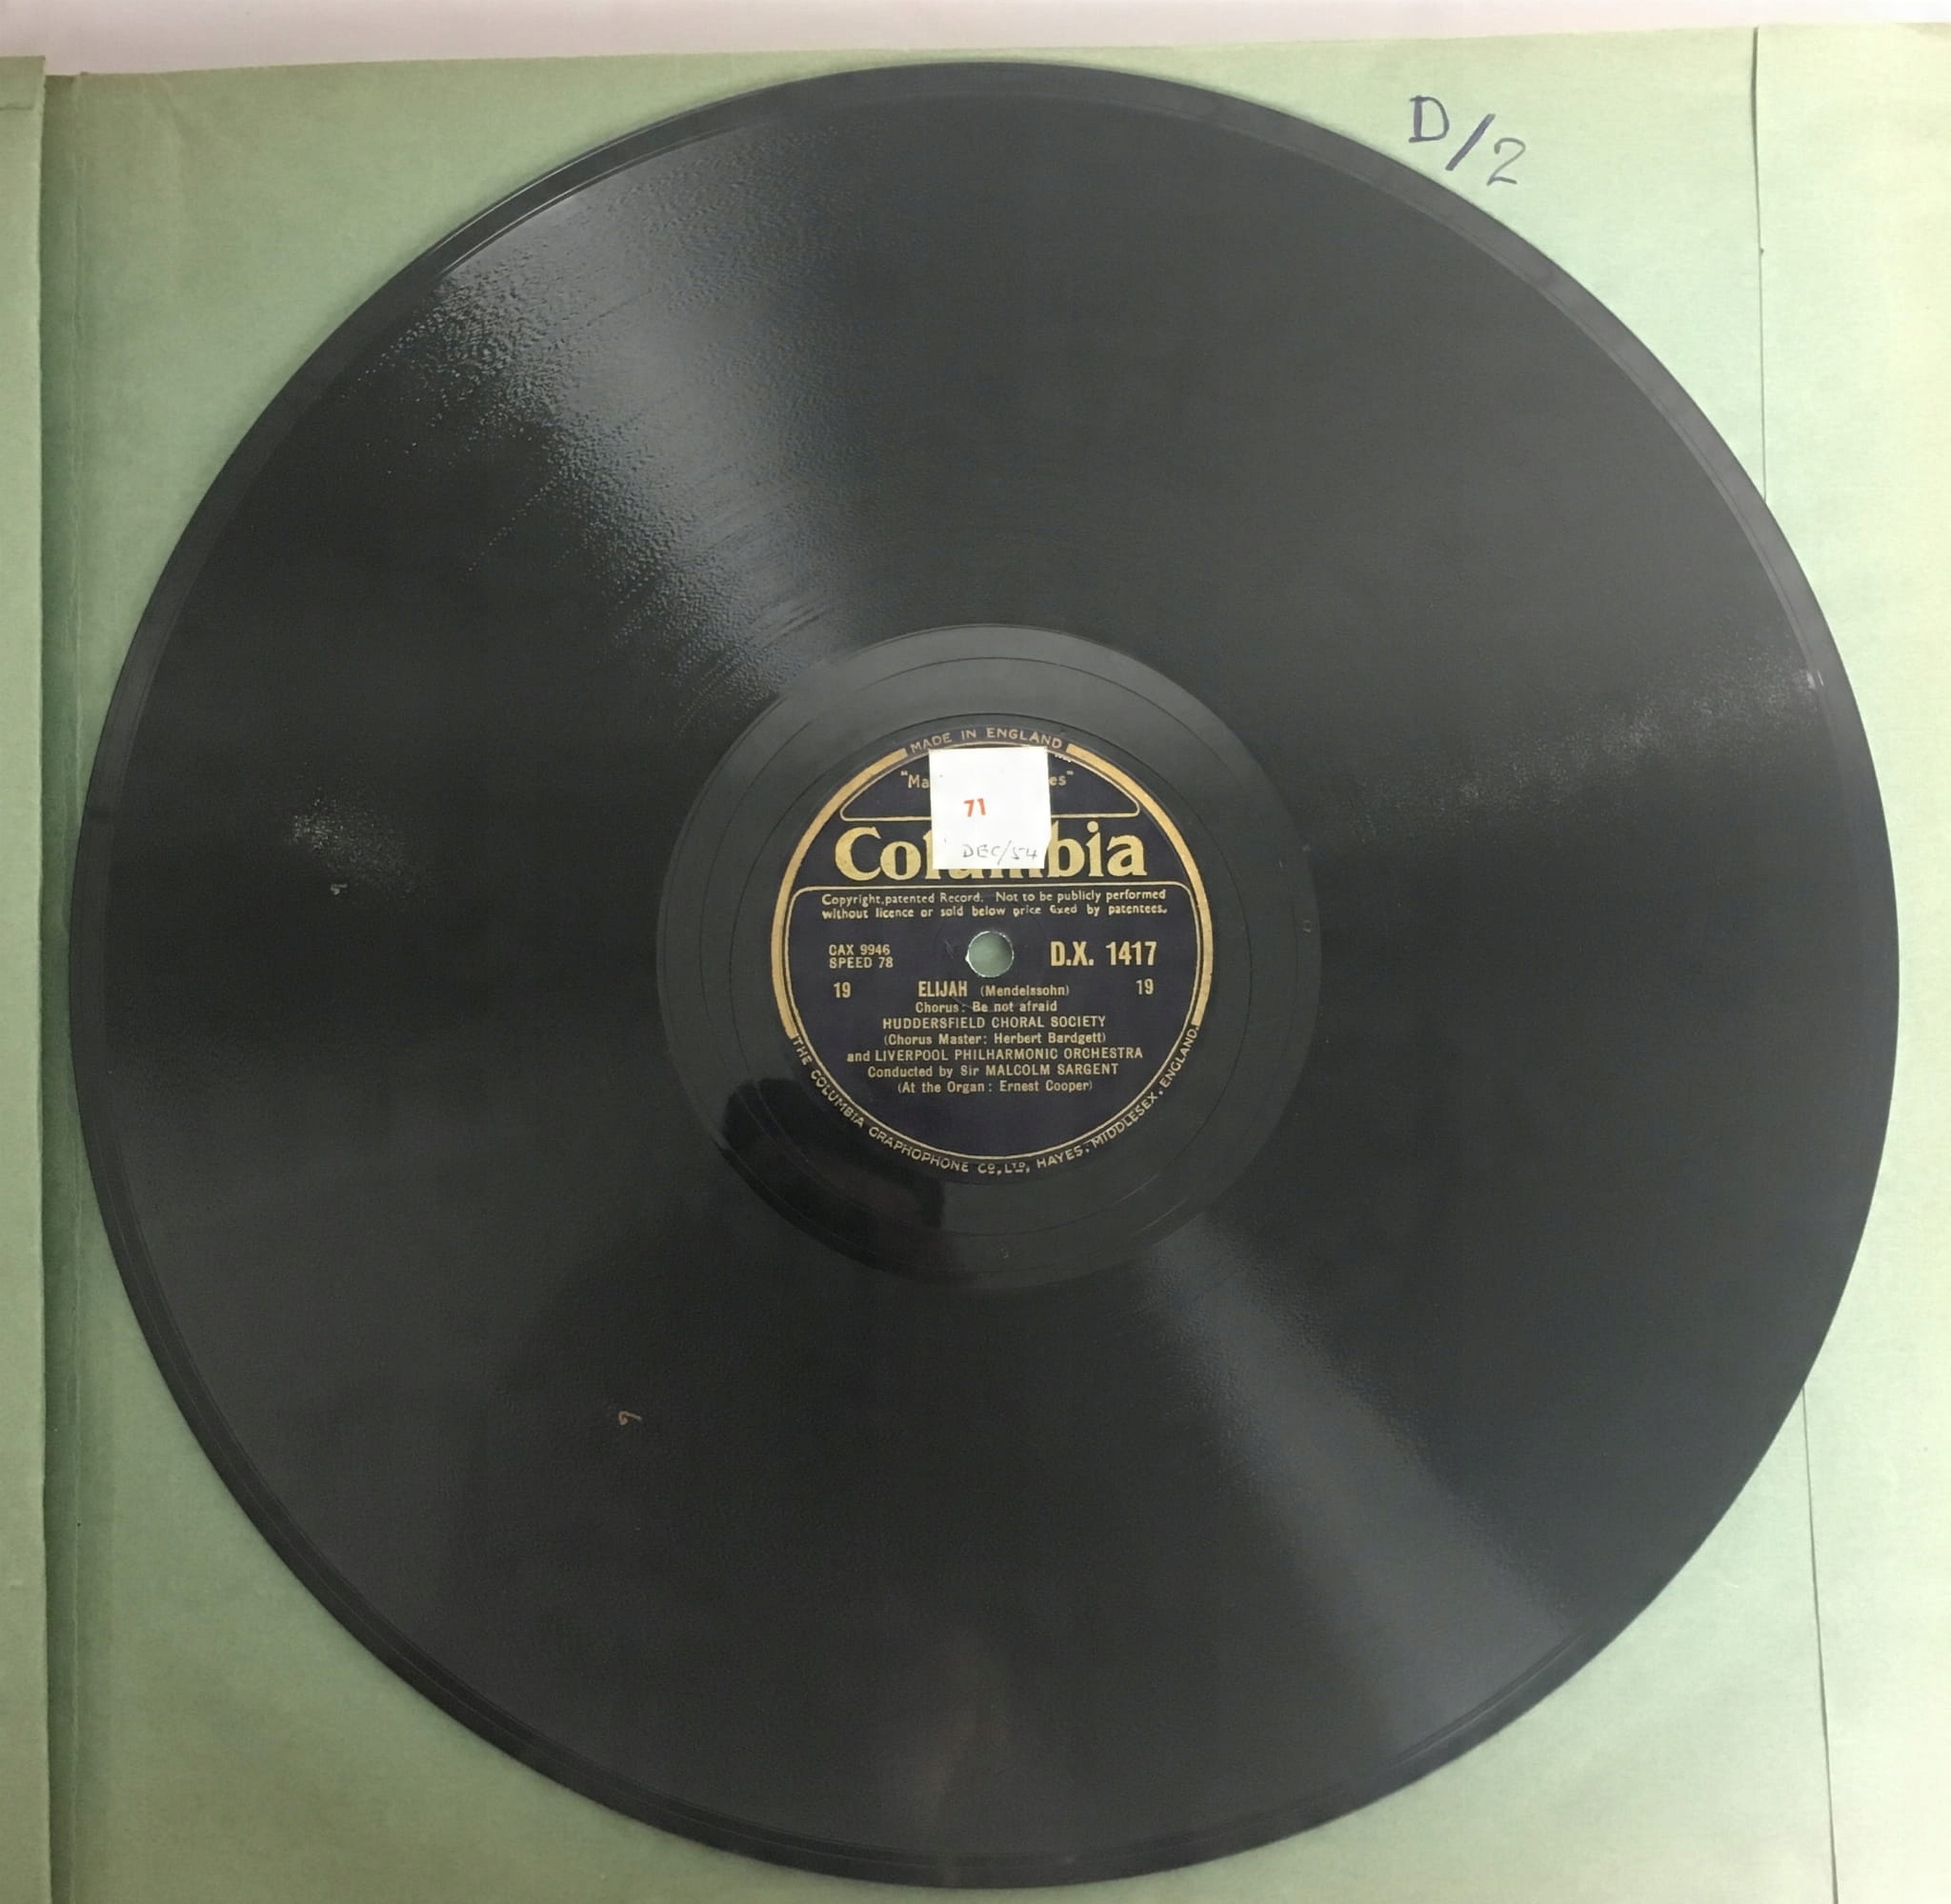 D/2
MADE IN ENGLAND
71
Columbia
DEC/54
Copyright, patented Record. Not to be publicly performed
without licence or sold below price fixed by patentees.
CAX 9946
SPEED 78
D.X. 1417
19 ELIJAH (Mendelssohn) 19
Chorus: Be not afraid
HUDDERSFIELD CHORAL SOCIETY
(Chorus Master: Herbert Bardgett)
and LIVERPOOL PHILHARMONIC ORCHESTRA
Conducted by Sir MALCOLM SARGENT
(At the Organ: Ernest Cooper)
THE COLUMBIA GRAPHOPHONE CO., LTD, HAYES, MIDDLESEX, ENGLAND.